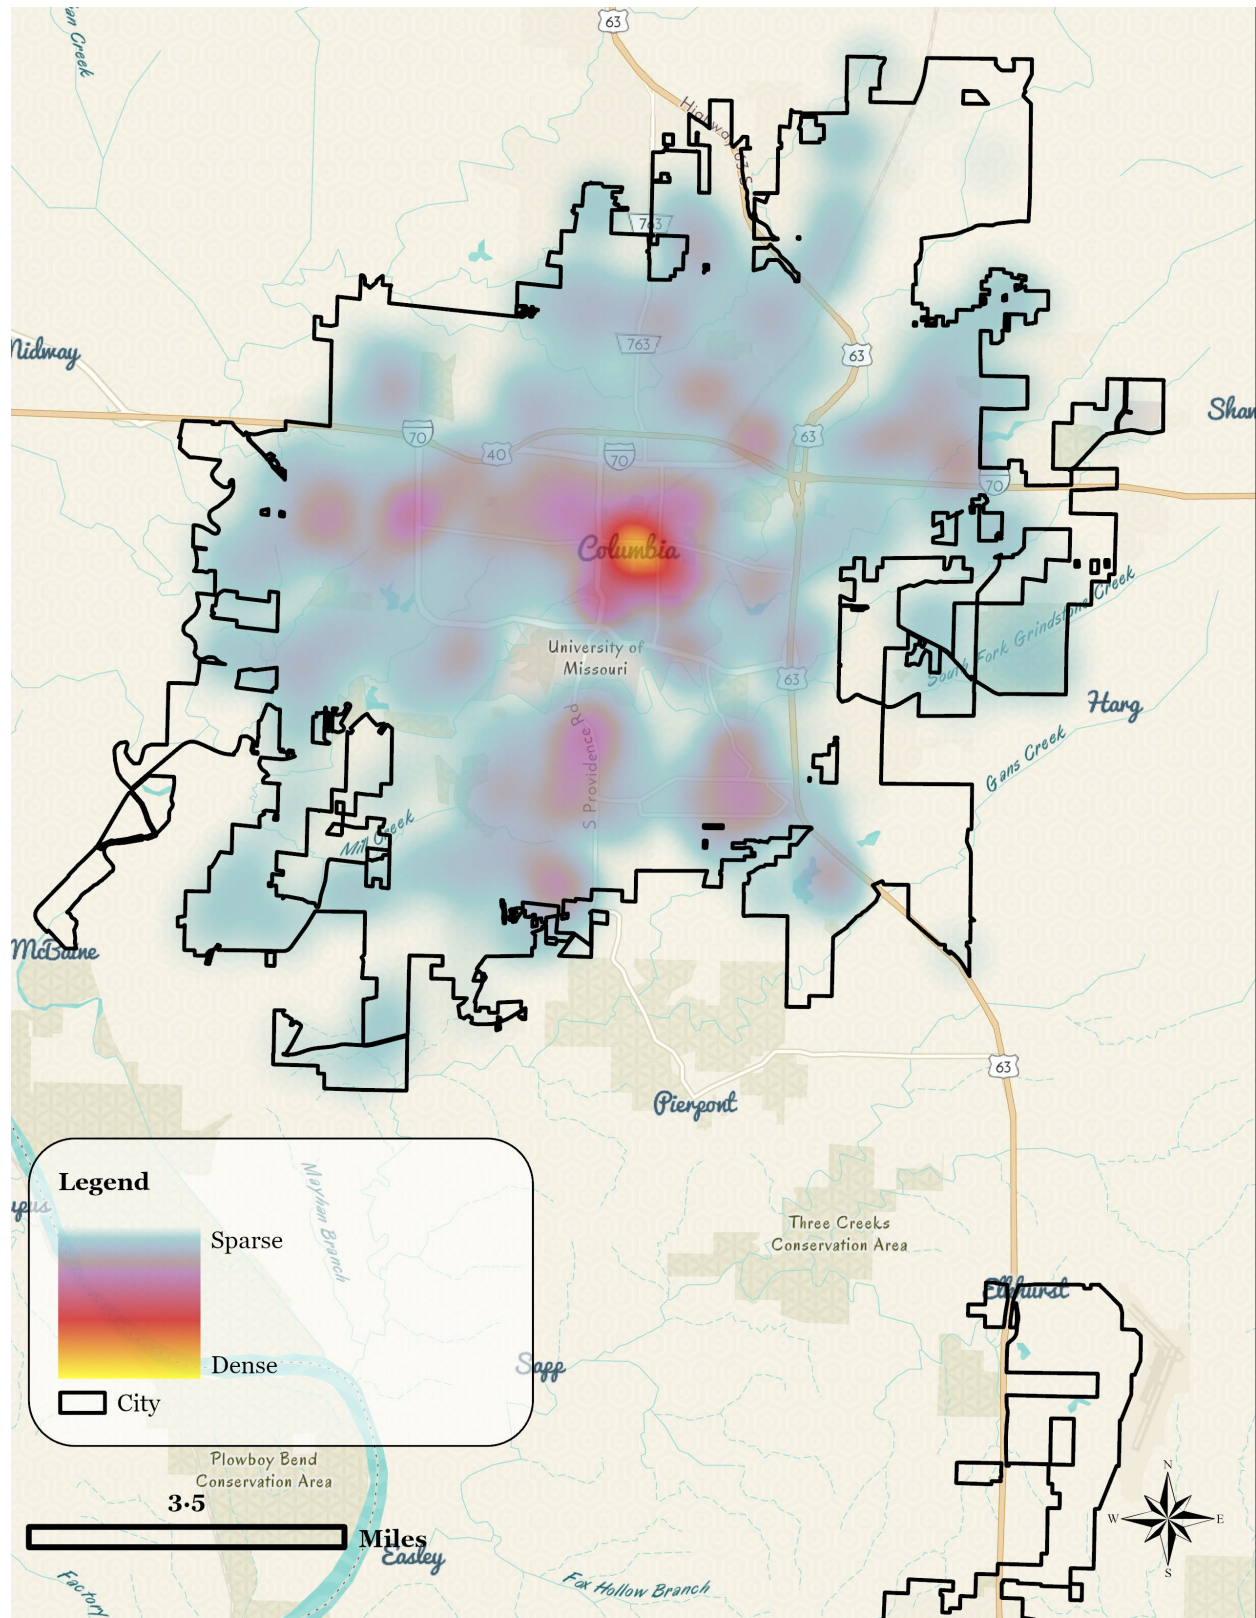 63
Highway 63 S
763
Midway
763
63
70
40
70
63
70
Columbia
University of
Missouri
63
South Fork Grindstone Creek
Harg
S Providence Rd
Gans Creek
Mill Creek
McBaine
63
Pierpont
Legend
Sparse
Dense
City
Mayhan Branch
Three Creeks
Conservation Area
Elkhurst
Sapp
Plowboy Bend
Conservation Area
3.5
Miles
Easley
Factory
Fox Hollow Branch
N
W
E
S